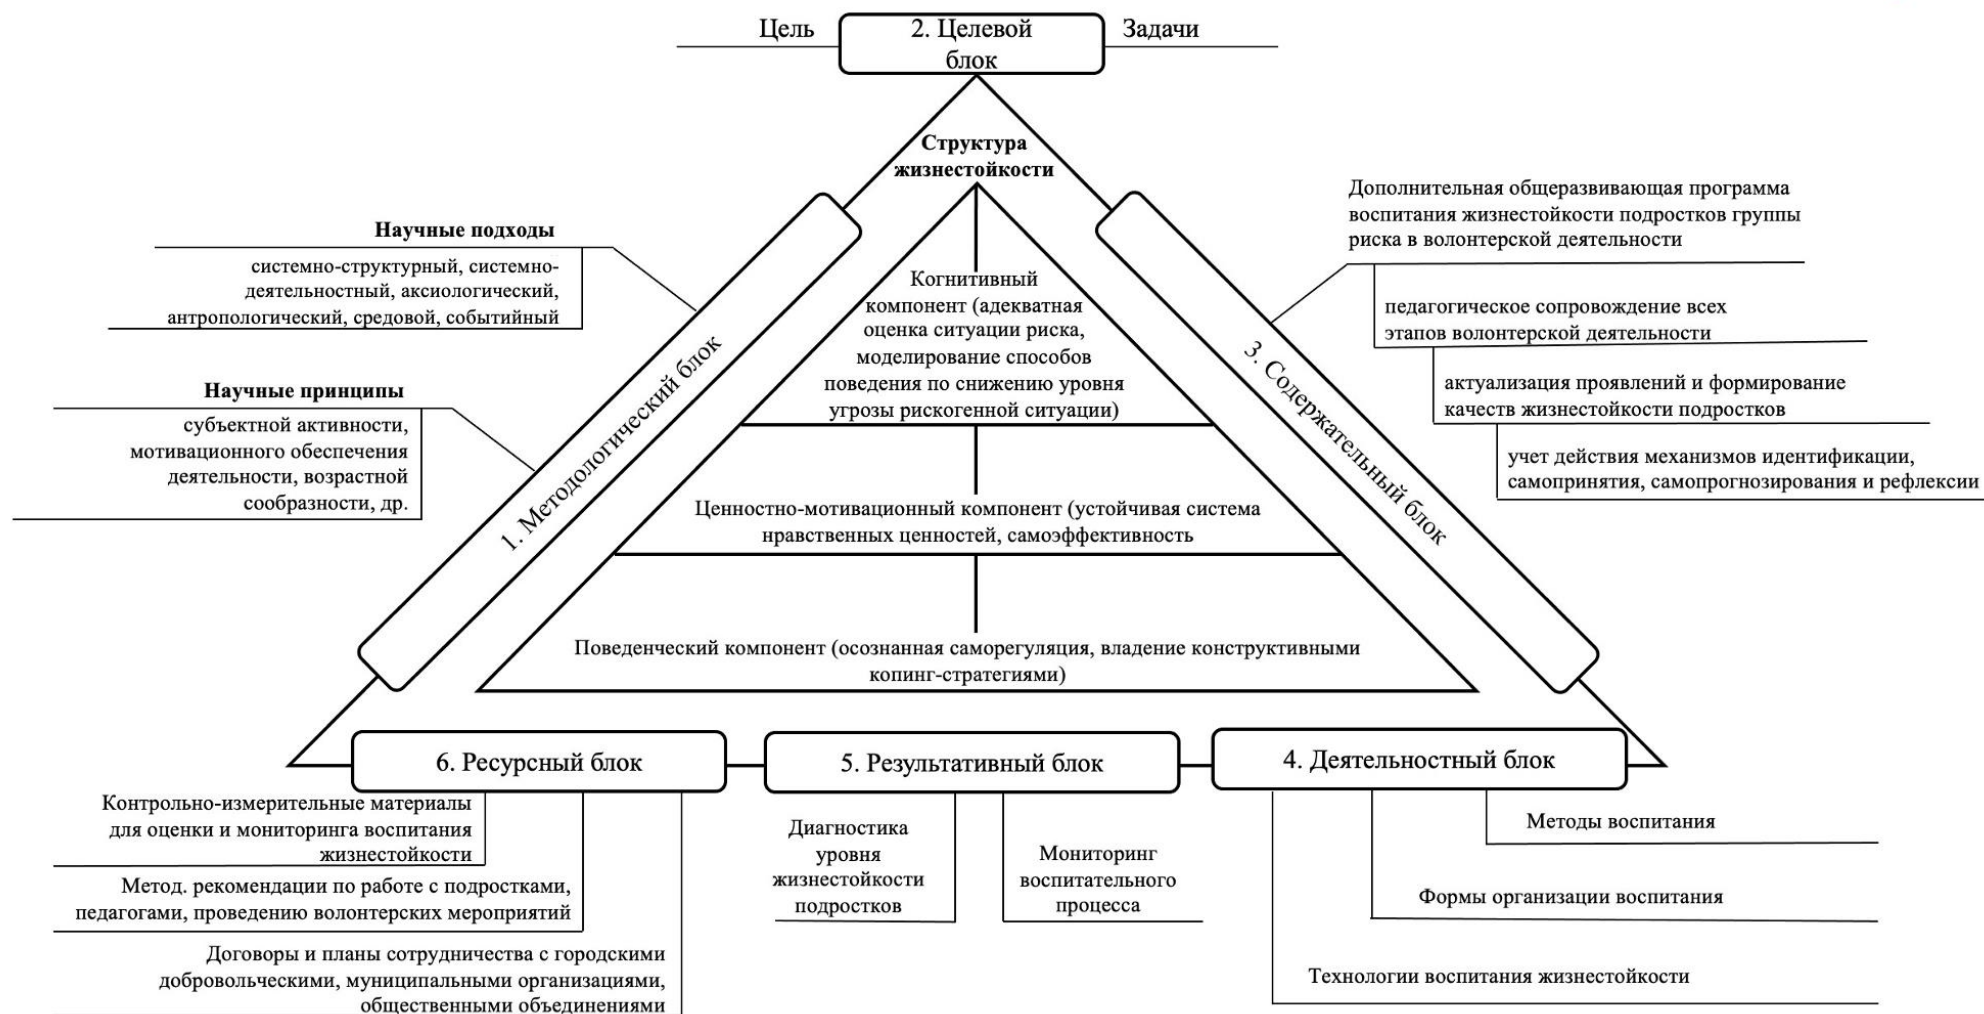 Цель
2. Целевой
блок
Задачи
Структура
жизнестойкости
Научные подходы
системно-структурный, системно-
деятельностный, аксиологический,
антропологический, средовой, событийный
Научные принципы
субъектной активности,
мотивационного обеспечения
деятельности, возрастной
сообразности, др.
1. Методологический блок
Когнитивный
компонент (адекватная
оценка ситуации риска,
моделирование способов
поведения по снижению уровня
угрозы рискогенной ситуации)
Ценностно-мотивационный компонент (устойчивая система
нравственных ценностей, самоэффективность
Поведенческий компонент (осознанная саморегуляция, владение конструктивными
копинг-стратегиями)
3. Содержательный блок
Дополнительная общеразвивающая программа
воспитания жизнестойкости подростков группы
риска в волонтерской деятельности
педагогическое сопровождение всех
этапов волонтерской деятельности
актуализация проявлений и формирование
качеств жизнестойкости подростков
учет действия механизмов идентификации,
самопринятия, самопрогнозирования и рефлексии
6. Ресурсный блок
Контрольно-измерительные материалы
для оценки и мониторинга воспитания
жизнестойкости
Метод. рекомендации по работе с подростками,
педагогами, проведению волонтерских мероприятий
Договоры и планы сотрудничества с городскими
добровольческими, муниципальными организациями,
общественными объединениями
5. Результативный блок
Диагностика
уровня
жизнестойкости
подростков
Мониторинг
воспитательного
процесса
4. Деятельностный блок
Методы воспитания
Формы организации воспитания
Технологии воспитания жизнестойкости